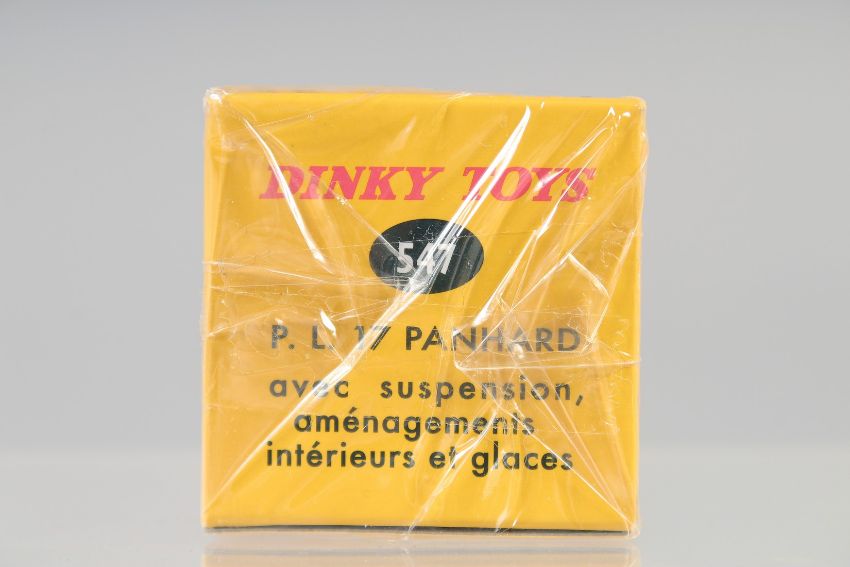 DINKY TOYS
547
P. L. 17 PANHARD
avec suspension,
aménagements
intérieurs et glaces